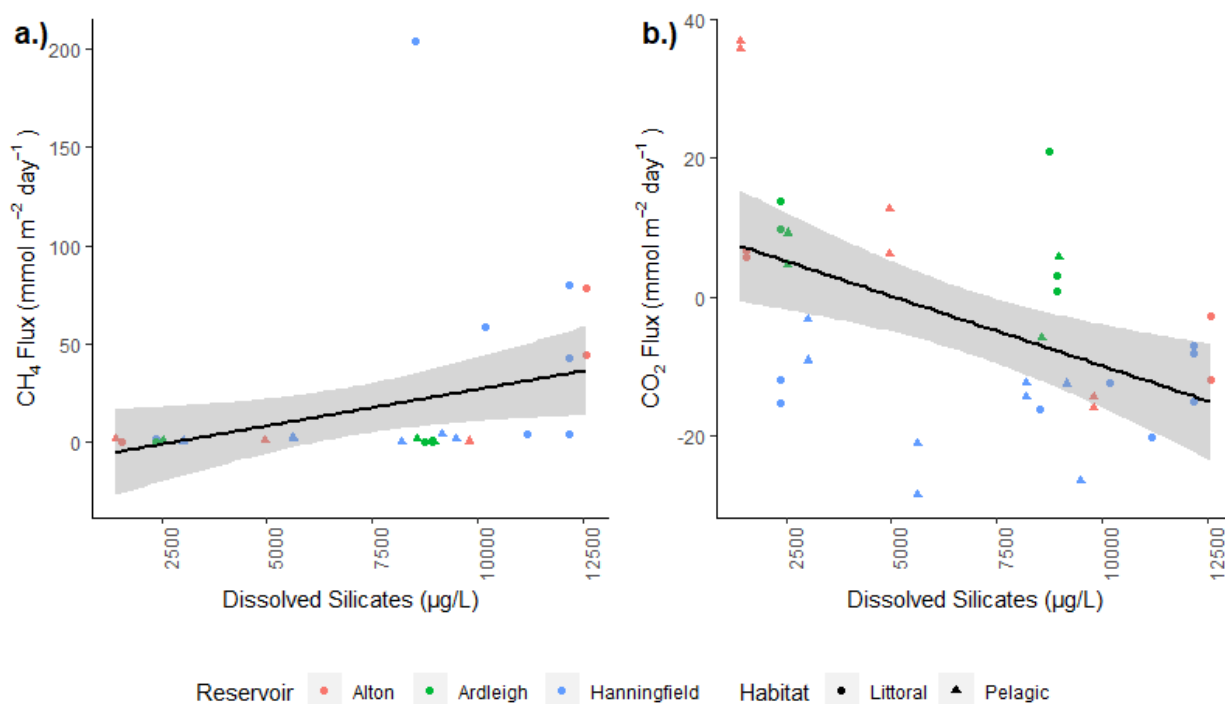 a.)
CH₄ Flux (mmol m⁻² day⁻¹ )
200
150
100
50
0
2500
5000
7500
10000
12500
Dissolved Silicates (µg/L)
b.)
CO₂ Flux (mmol m⁻² day⁻¹)
40
20
0
-20
2500
5000
7500
10000
12500
Dissolved Silicates (µg/L)
Reservoir Alton Ardleigh Hanningfield Habitat Littoral Pelagic